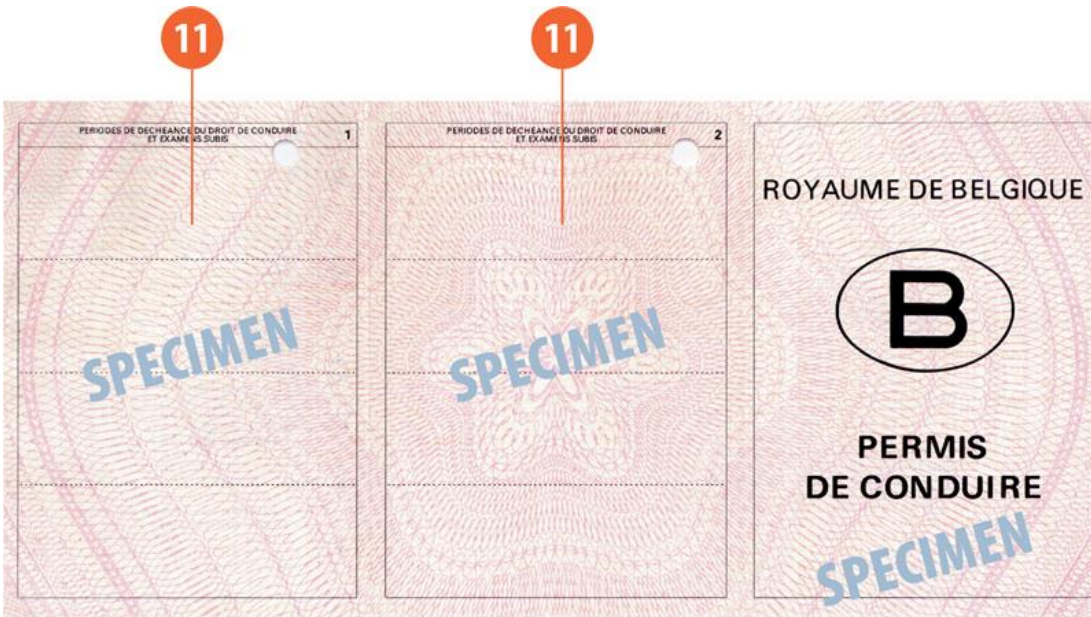 11
11
PERIODES DE DECHEANCE DU DROIT DE CONDUIRE
ET EXAMENS SUBIS
1
PERIODES DE DECHEANCE DU DROIT DE CONDUIRE
ET EXAMENS SUBIS
2
ROYAUME DE BELGIQUE
B
SPECIMEN
SPECIMEN
PERMIS
DE CONDUIRE
SPECIMEN